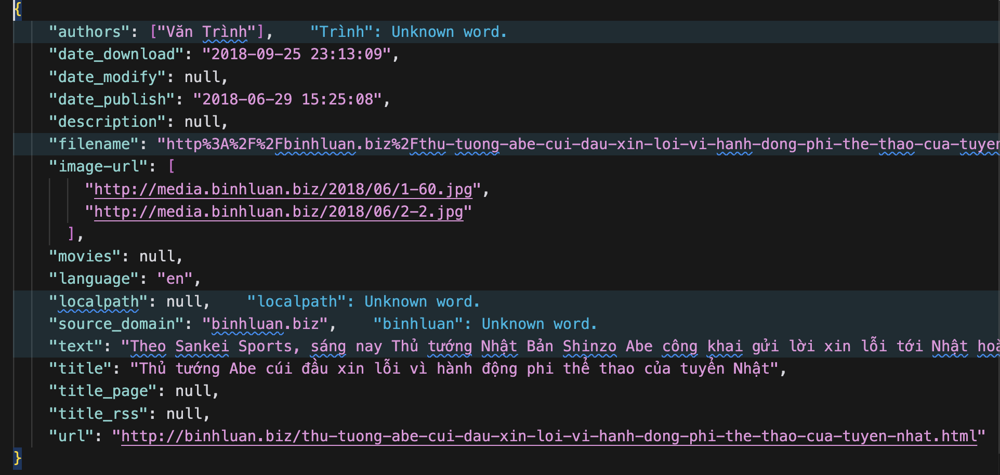 {
"authors": ["Văn Trình"], "Trình": Unknown word.
"date_download": "2018-09-25 23:13:09",
"date_modify": null,
"date_publish": "2018-06-29 15:25:08",
"description": null,
"filename": "http%3A%2F%2Fbinhluan.biz%2Fthu-tuong-abe-cui-dau-xin-loi-vi-hanh-dong-phi-the-thao-cua-tuyen
"image-url": [
"http://media.binhluan.biz/2018/06/1-60.jpg",
"http://media.binhluan.biz/2018/06/2-2.jpg"
],
"movies": null,
"language": "en",
"localpath": null, "localpath": Unknown word.
"source_domain": "binhluan.biz", "binhluan": Unknown word.
"text": "Theo Sankei Sports, sáng nay Thủ tướng Nhật Bản Shinzo Abe công khai gửi lời xin lỗi tới Nhật hoà
"title": "Thủ tướng Abe cúi đầu xin lỗi vì hành động phi thể thao của tuyển Nhật",
"title_page": null,
"title_rss": null,
"url": "http://binhluan.biz/thu-tuong-abe-cui-dau-xin-loi-vi-hanh-dong-phi-the-thao-cua-tuyen-nhat.html"
}